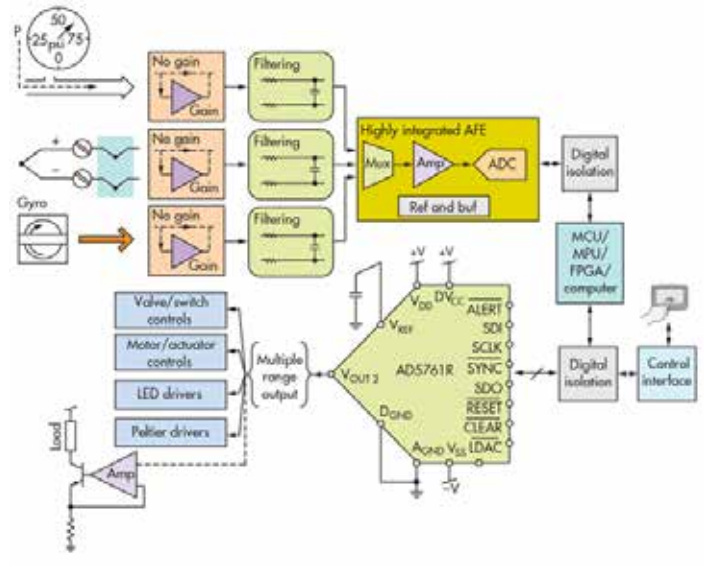 P
50
25
psi
75
0
No gain
Gain
Filtering
+
−
No gain
Gain
Filtering
Gyro
No gain
Gain
Filtering
Highly integrated AFE
Mux
Amp
ADC
Ref and buf
Digital
isolation
MCU/
MPU/
FPGA/
computer
Digital
isolation
Control
interface
Valve/switch
controls
Motor/actuator
controls
LED drivers
Peltier drivers
Multiple
range
output
Load
Amp
+V
+V
VDD
DVCC
VREF
VOUT 2
AD5761R
DGND
AGND
VSS
−V
ALERT
SDI
SCLK
SYNC
SDO
RESET
CLEAR
LDAC